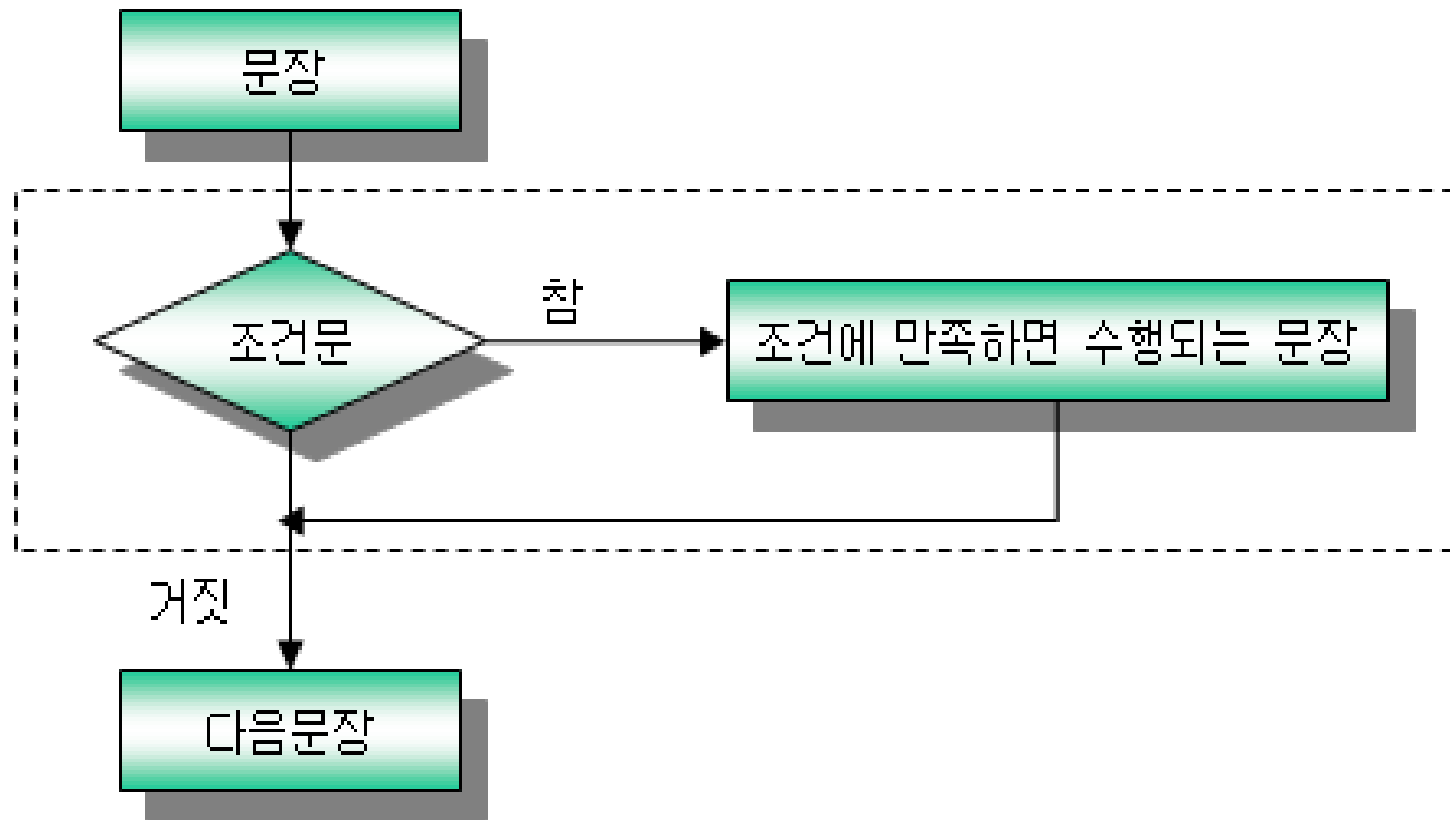 문장
참
조건문
조건에 만족하면 수행되는 문장
거짓
다음문장